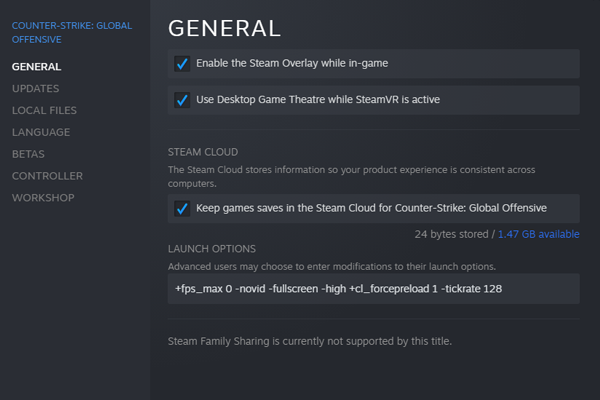 COUNTER-STRIKE: GLOBAL
OFFENSIVE
GENERAL
UPDATES
LOCAL FILES
LANGUAGE
BETAS
CONTROLLER
WORKSHOP
GENERAL
Enable the Steam Overlay while in-game
Use Desktop Game Theatre while SteamVR is active
STEAM CLOUD
The Steam Cloud stores information so your product experience is consistent across
computers.
Keep games saves in the Steam Cloud for Counter-Strike: Global Offensive
24 bytes stored / 1.47 GB available
LAUNCH OPTIONS
Advanced users may choose to enter modifications to their launch options.
+fps_max 0 -novid -fullscreen -high +cl_forcepreload 1 -tickrate 128
Steam Family Sharing is currently not supported by this title.